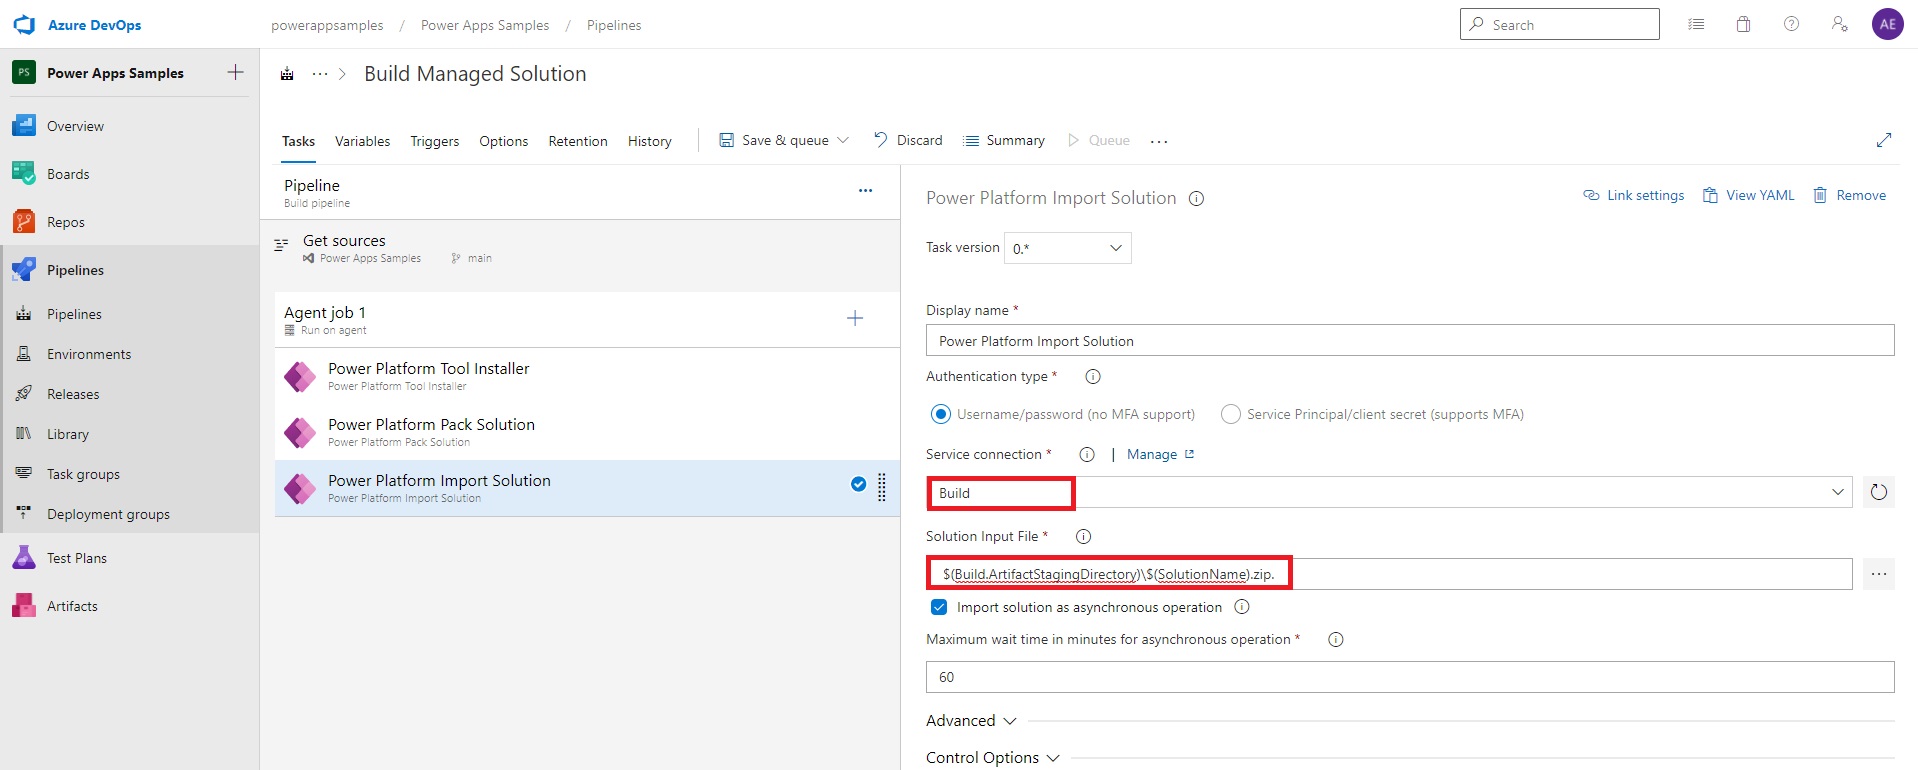 Azure DevOps
powerappsamples / Power Apps Samples / Pipelines
Search
AE
PS Power Apps Samples
Overview
Boards
Repos
Pipelines
Pipelines
Environments
Releases
Library
Task groups
Deployment groups
Test Plans
Artifacts
Build Managed Solution
Tasks Variables Triggers Options Retention History Save & queue Discard Summary Queue
Pipeline
Build pipeline
Get sources
Power Apps Samples main
Agent job 1
Run on agent
Power Platform Tool Installer
Power Platform Tool Installer
Power Platform Pack Solution
Power Platform Pack Solution
Power Platform Import Solution
Power Platform Import Solution
Power Platform Import Solution
Link settings View YAML Remove
Task version 0.*
Display name *
Power Platform Import Solution
Authentication type *
Username/password (no MFA support) Service Principal/client secret (supports MFA)
Service connection * | Manage
Build
Solution Input File *
$(Build.ArtifactStagingDirectory)\$(SolutionName).zip.
Import solution as asynchronous operation
Maximum wait time in minutes for asynchronous operation *
60
Advanced
Control Options